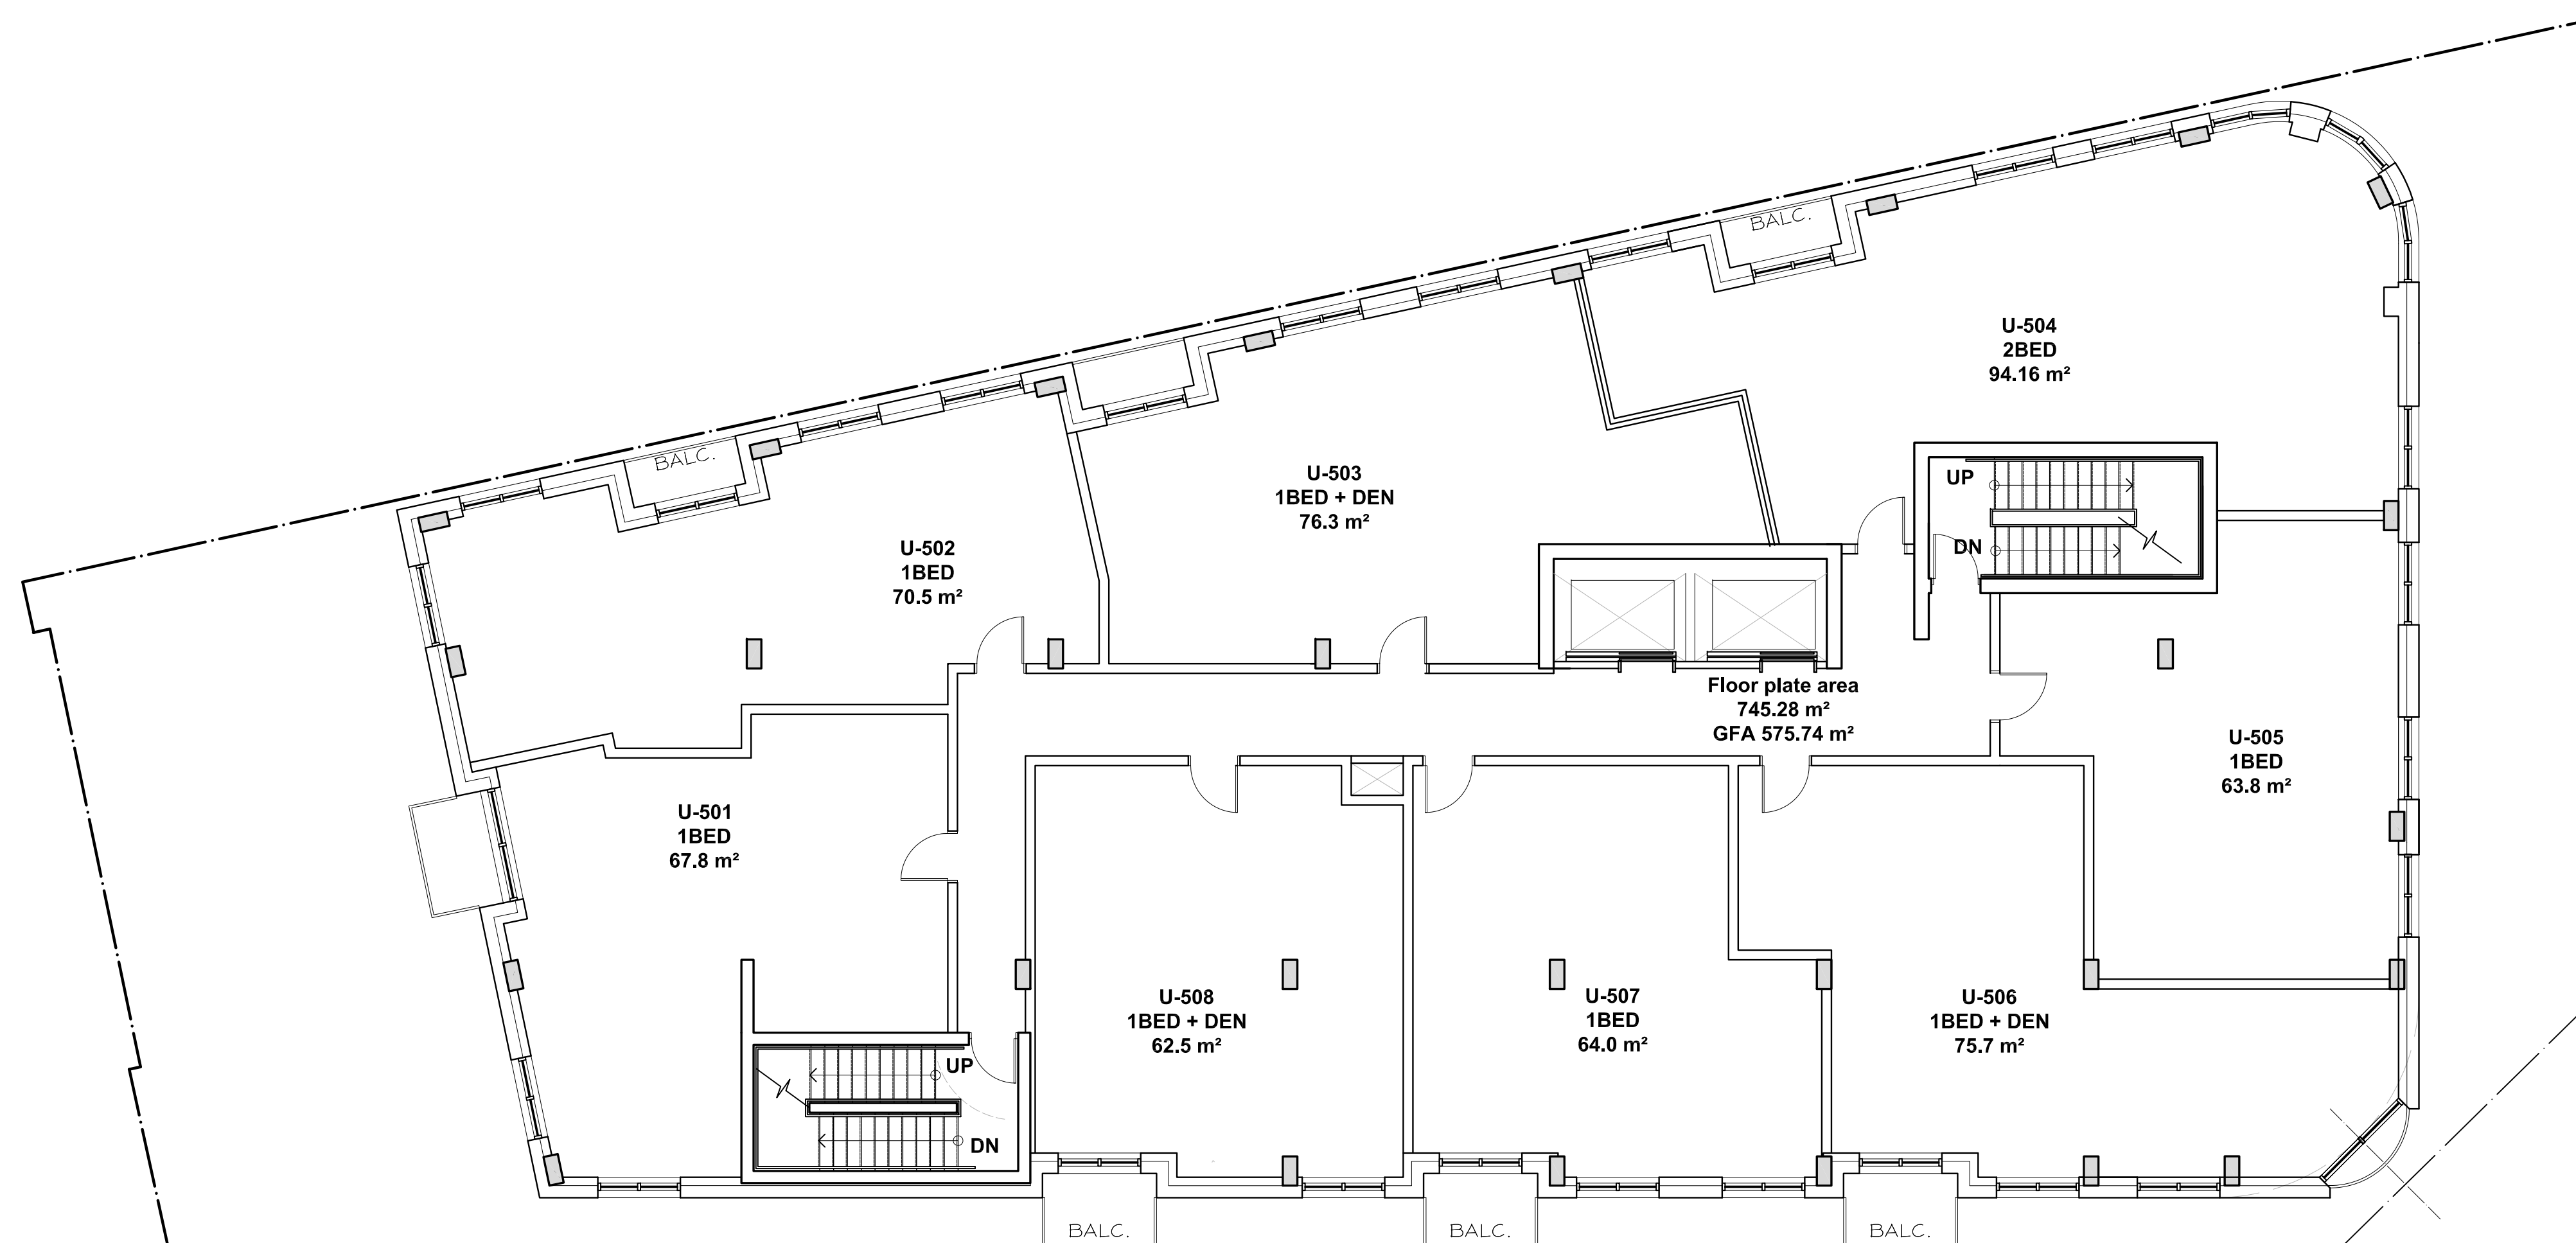 BALC.
U-504
2BED
94.16 m²
BALC.
U-503
1BED + DEN
76.3 m²
UP
DN
U-502
1BED
70.5 m²
Floor plate area
745.28 m²
GFA 575.74 m²
U-505
1BED
63.8 m²
U-501
1BED
67.8 m²
U-508
1BED + DEN
62.5 m²
U-507
1BED
64.0 m²
U-506
1BED + DEN
75.7 m²
UP
DN
BALC.
BALC.
BALC.